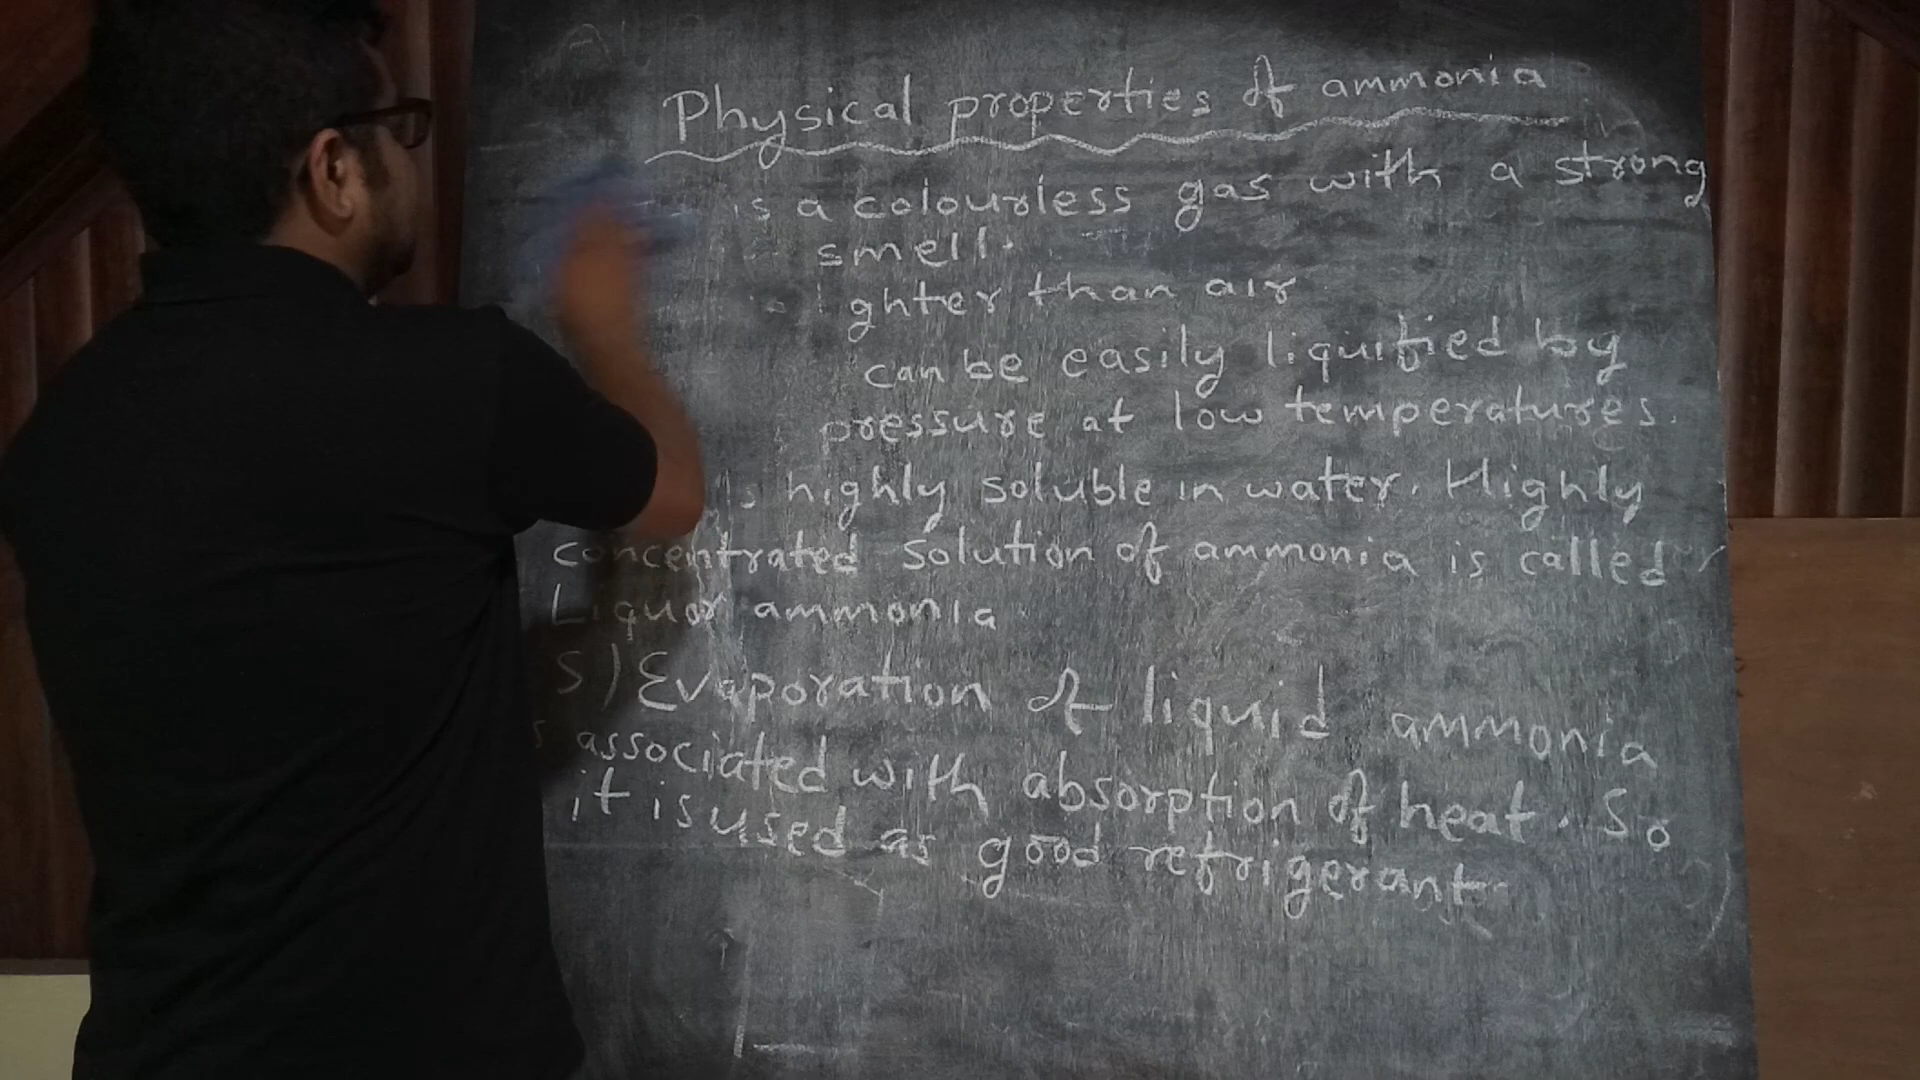 Physical properties of ammonia
is a colourless gas with a strong
smell.
ghter than air
can be easily liquified by
pressure at low temperatures.
is highly soluble in water. Highly
concentrated solution of ammonia is called
Liquor ammonia
5) Evaporation of liquid ammonia
s associated with absorption of heat. So
it is used as good refrigerant